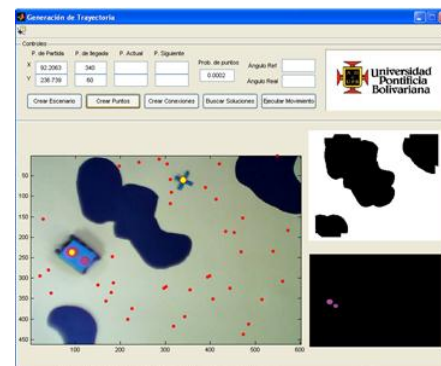 Generación de Trayectoria
Controles
P. de Partida P. de llegada P. Actual P. Siguiente
Prob. de puntos
X 92.2063 340
Y 236.739 60
0.0002
Angulo Ref
Angulo Real
Crear Escenario Crear Puntos Crear Conexiones Buscar Soluciones Ejecutar Movimiento
Universidad
Pontificia
Bolivariana
50
100
150
200
250
300
350
400
450
100 200 300 400 500 600